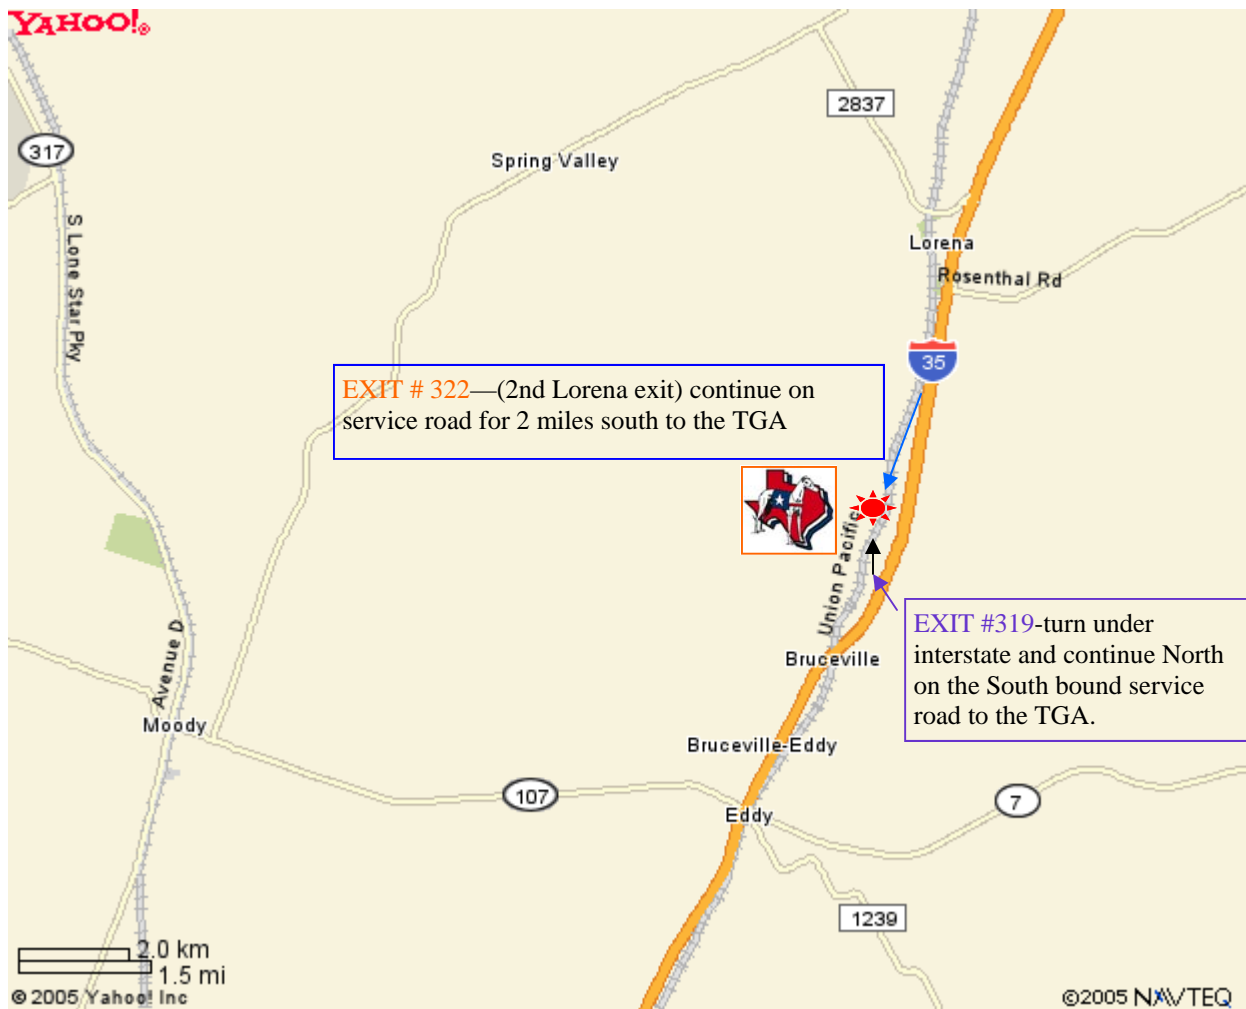 YAHOO!®
2837
317
Spring Valley
S Lone Star Pky
Lorena
Rosenthal Rd
35
EXIT # 322—(2nd Lorena exit) continue on
service road for 2 miles south to the TGA
Union Pacific
EXIT #319-turn under
interstate and continue North
on the South bound service
road to the TGA.
Bruceville
Avenue D
Moody
Bruceville-Eddy
107
7
Eddy
1239
2.0 km
1.5 mi
© 2005 Yahoo! Inc
©2005 NAVTEQ